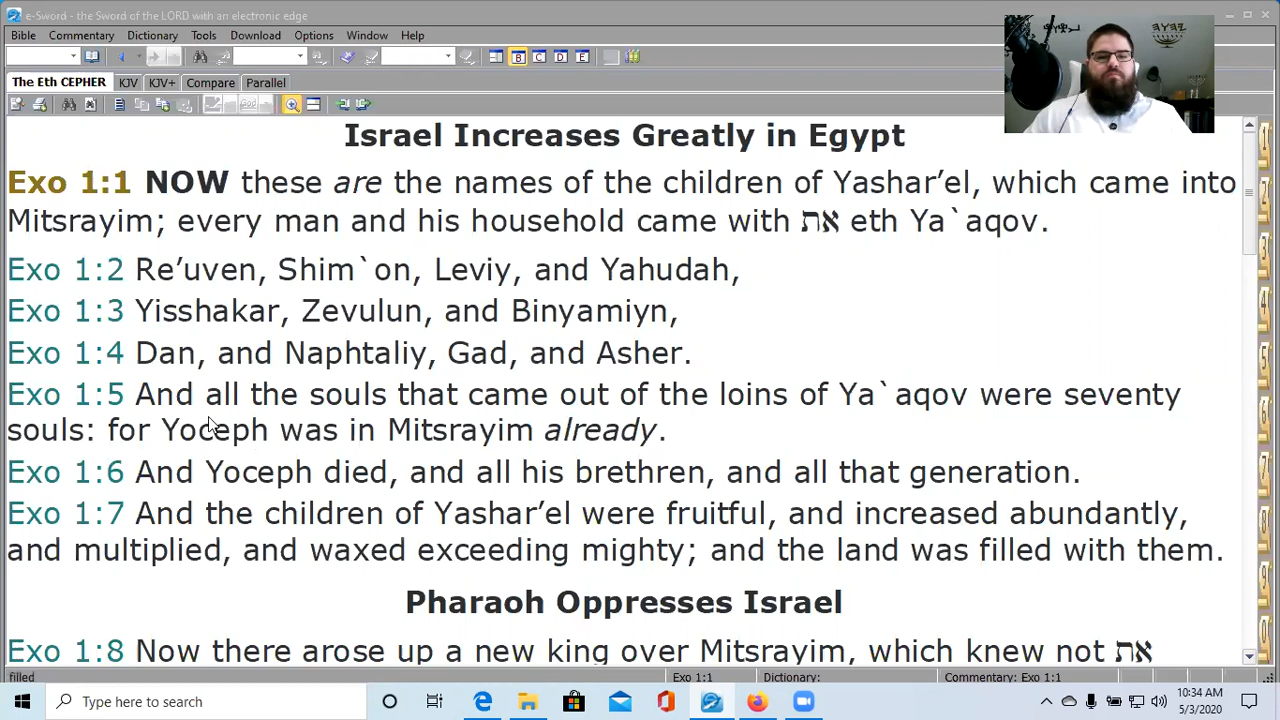 e-Sword - the Sword of the LORD with an electronic edge
Bible Commentary Dictionary Tools Download Options Window Help
B C D E
The Eth CEPHER KJV KJV+ Compare Parallel
Israel Increases Greatly in Egypt
Exo 1:1 NOW these are the names of the children of Yashar’el, which came into
Mitsrayim; every man and his household came with את eth Ya`aqov.
Exo 1:2 Re’uven, Shim`on, Leviy, and Yahudah,
Exo 1:3 Yisshakar, Zevulun, and Binyamiyn,
Exo 1:4 Dan, and Naphtaliy, Gad, and Asher.
Exo 1:5 And all the souls that came out of the loins of Ya`aqov were seventy
souls: for Yoceph was in Mitsrayim already.
Exo 1:6 And Yoceph died, and all his brethren, and all that generation.
Exo 1:7 And the children of Yashar’el were fruitful, and increased abundantly,
and multiplied, and waxed exceeding mighty; and the land was filled with them.
Pharaoh Oppresses Israel
Exo 1:8 Now there arose up a new king over Mitsrayim, which knew not את
filled Exo 1:1 Dictionary: Commentary: Exo 1:1
Type here to search
10:34 AM
5/3/2020